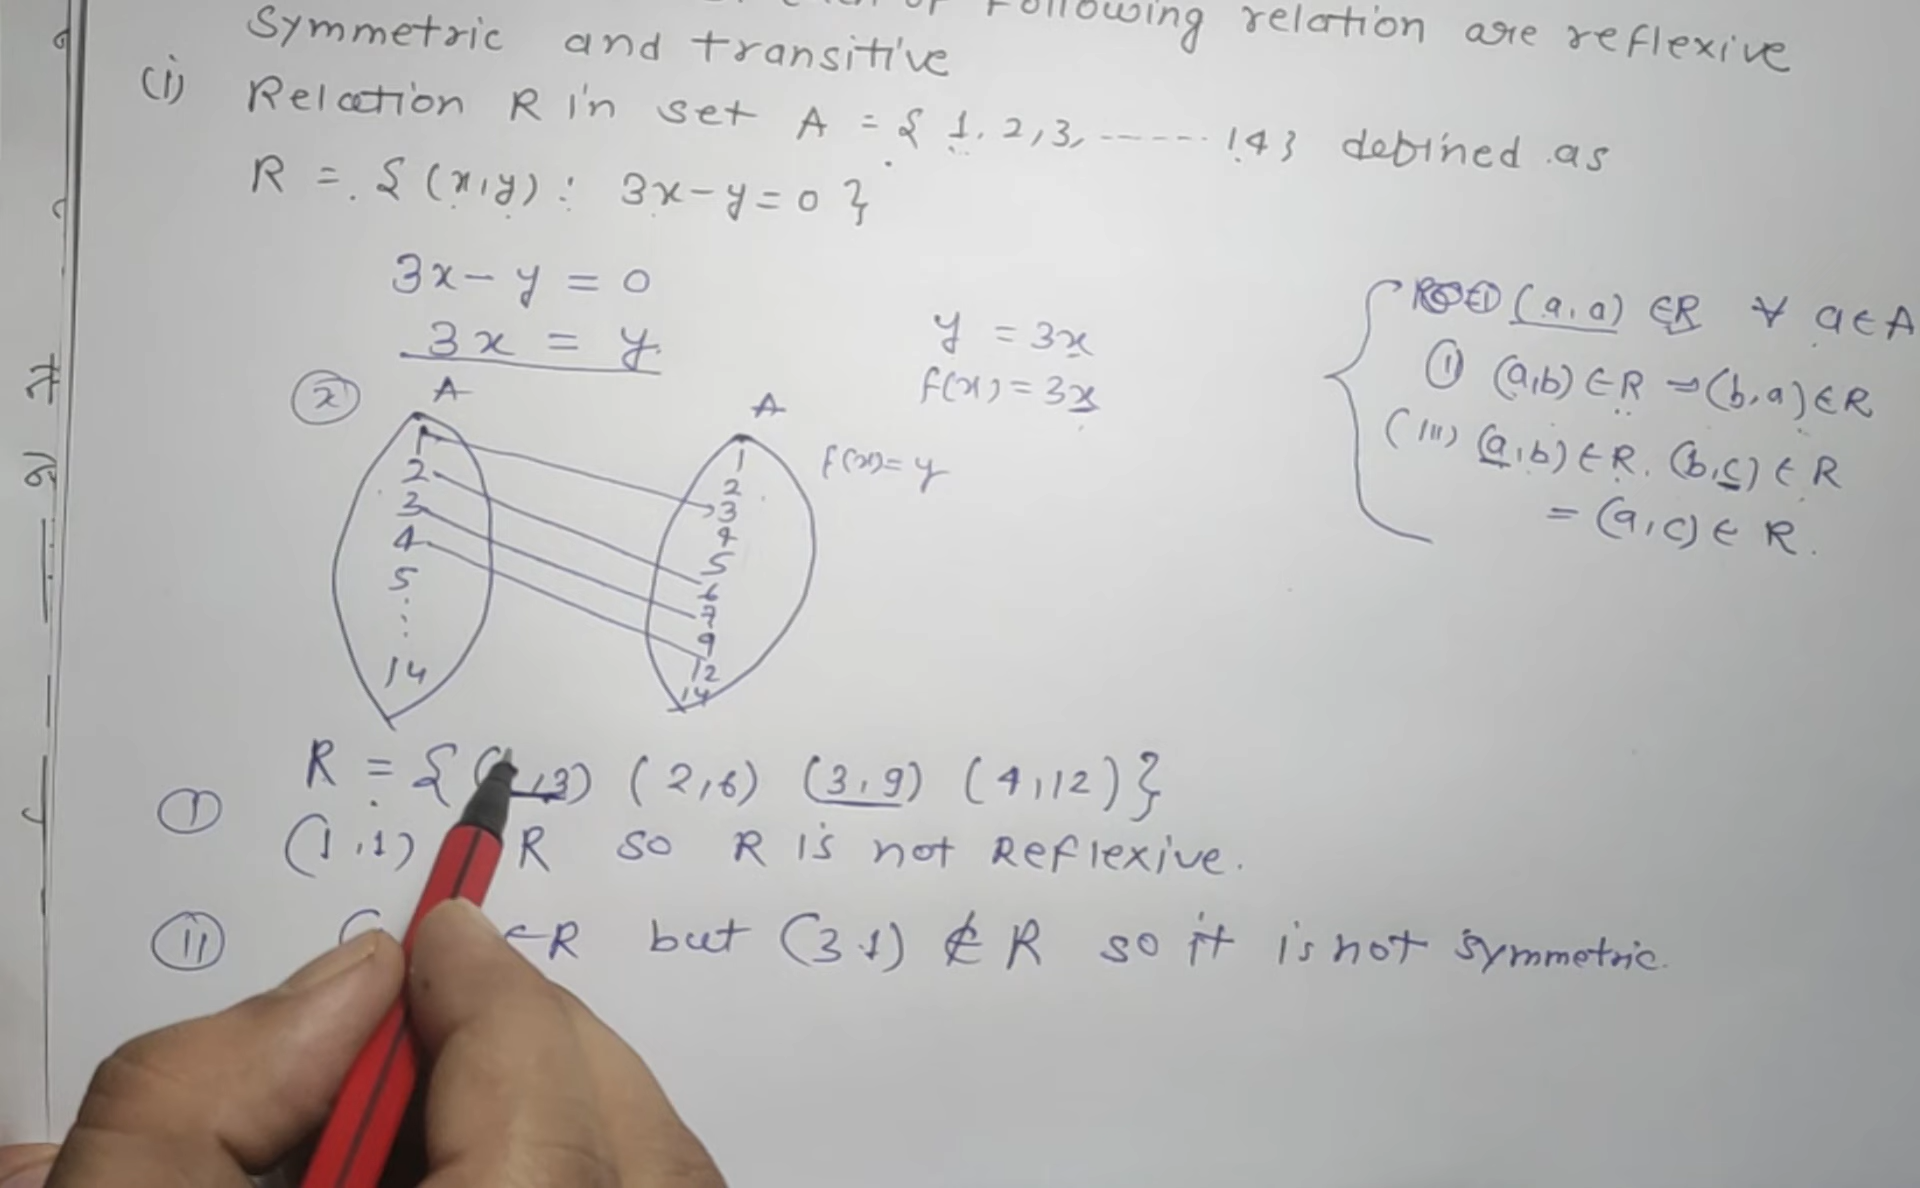 Following relation are reflexive
Symmetric and transitive
(i) Relation R in set A = { 1, 2, 3, ------ 14 } defined as
R = { (x, y) : 3x - y = 0 }
3x - y = 0
3x = y
y = 3x
f(x) = 3x
f(x) = y
(a, a) ∈ R ∀ a ∈ A
(a, b) ∈ R ⇒ (b, a) ∈ R
(III) (a, b) ∈ R, (b, c) ∈ R
= (a, c) ∈ R.
A
1
2
3
4
5
14
A
1
2
3
4
5
6
7
9
12
14
R = { ,3) (2,6) (3,9) (4,12) }
(1,1) R so R is not Reflexive.
(ii) R but (3 1) ∉ R so it is not symmetric.